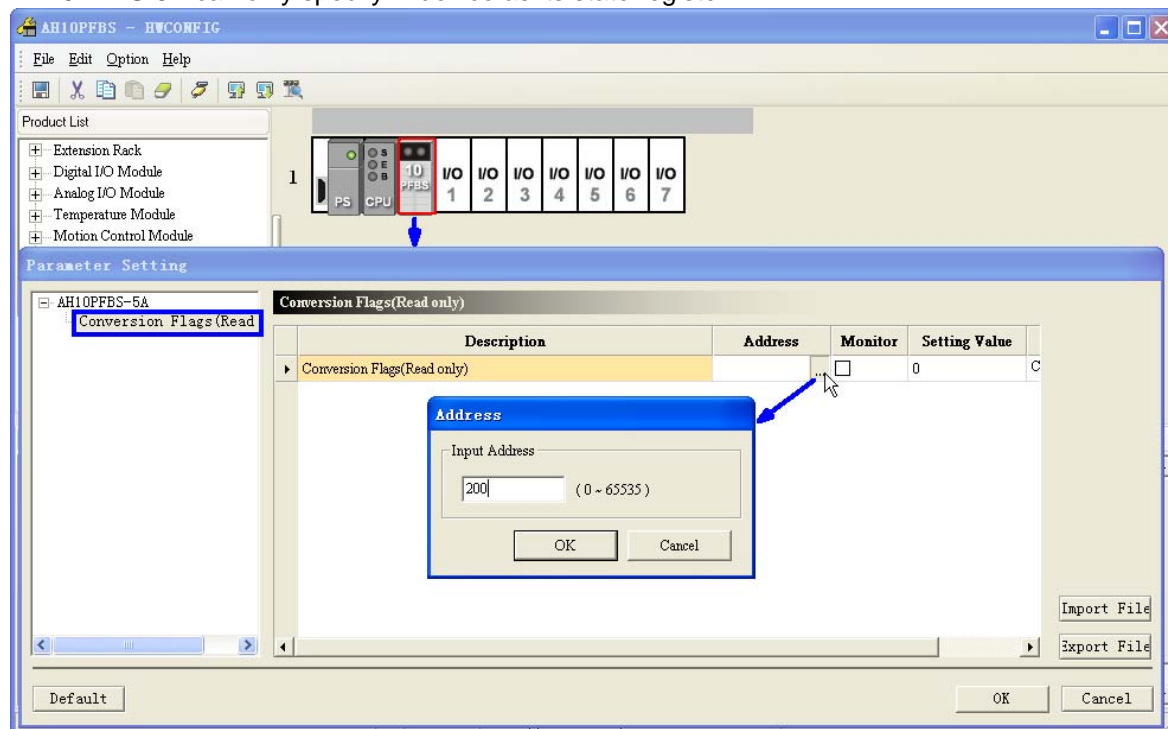 AH10PFBS - HWCONFIG
File Edit Option Help
Product List
Extension Rack
Digital I/O Module
Analog I/O Module
Temperature Module
Motion Control Module
1
PS
CPU
S
E
B
10
PFBS
I/O I/O I/O I/O I/O I/O I/O
1 2 3 4 5 6 7
Parameter Setting
AH10PFBS-5A
Conversion Flags(Read
Conversion Flags(Read only)
Description Address Monitor Setting Value
Conversion Flags(Read only) ... 0 C
Address
Input Address
200 ( 0 ~ 65535 )
OK Cancel
Import File
Export File
Default OK Cancel